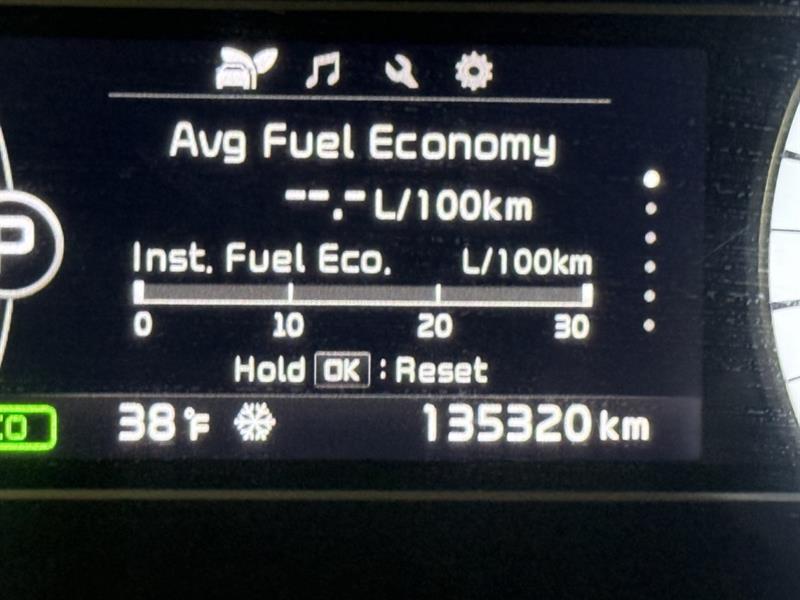 Avg Fuel Economy
--.- L/100km
P
Inst. Fuel Eco. L/100km
0 10 20 30
Hold OK : Reset
38°F 135320 km